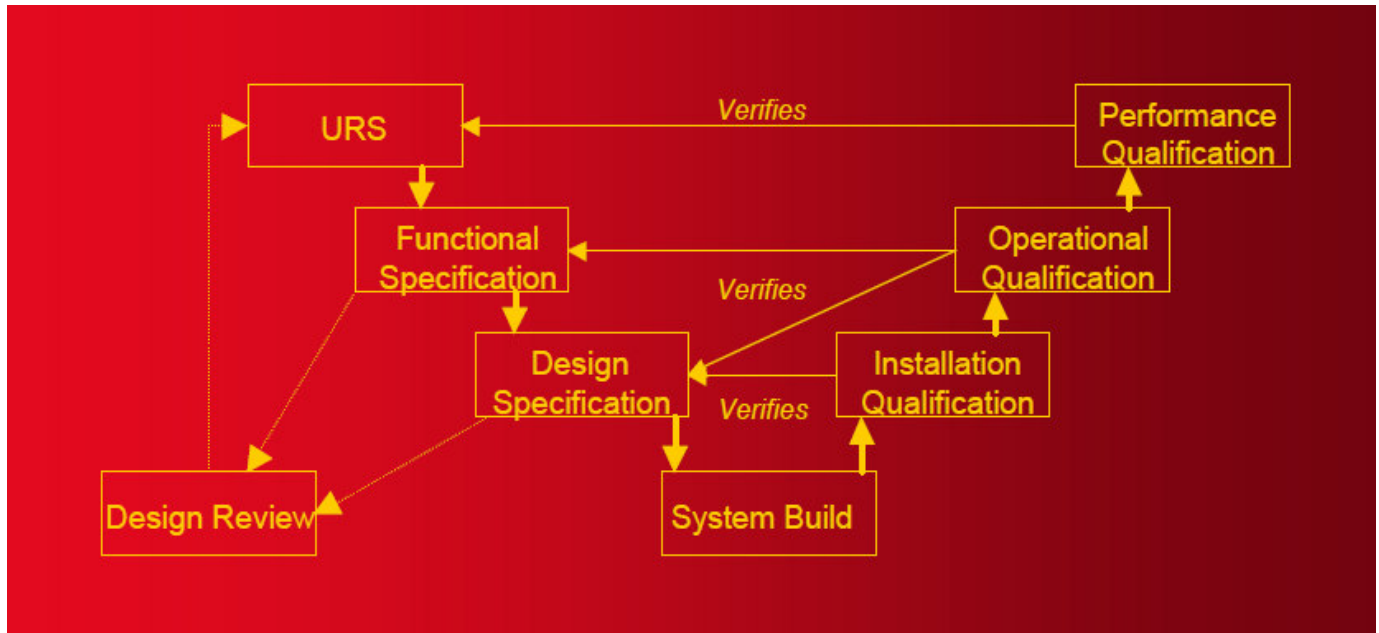 URS
Verifies
Performance
Qualification
Functional
Specification
Verifies
Operational
Qualification
Design
Specification
Verifies
Installation
Qualification
Design Review
System Build